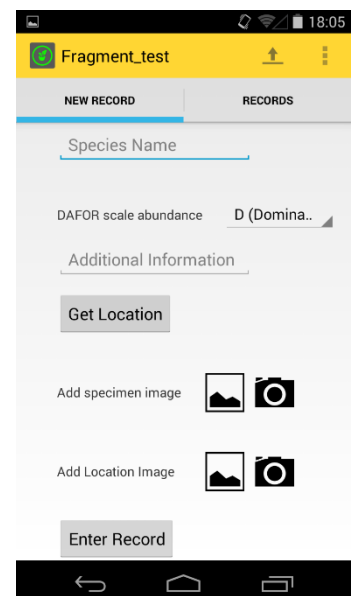 18:05
Fragment_test
NEW RECORD RECORDS
Species Name
DAFOR scale abundance D (Domina..
Additional Information
Get Location
Add specimen image
Add Location Image
Enter Record